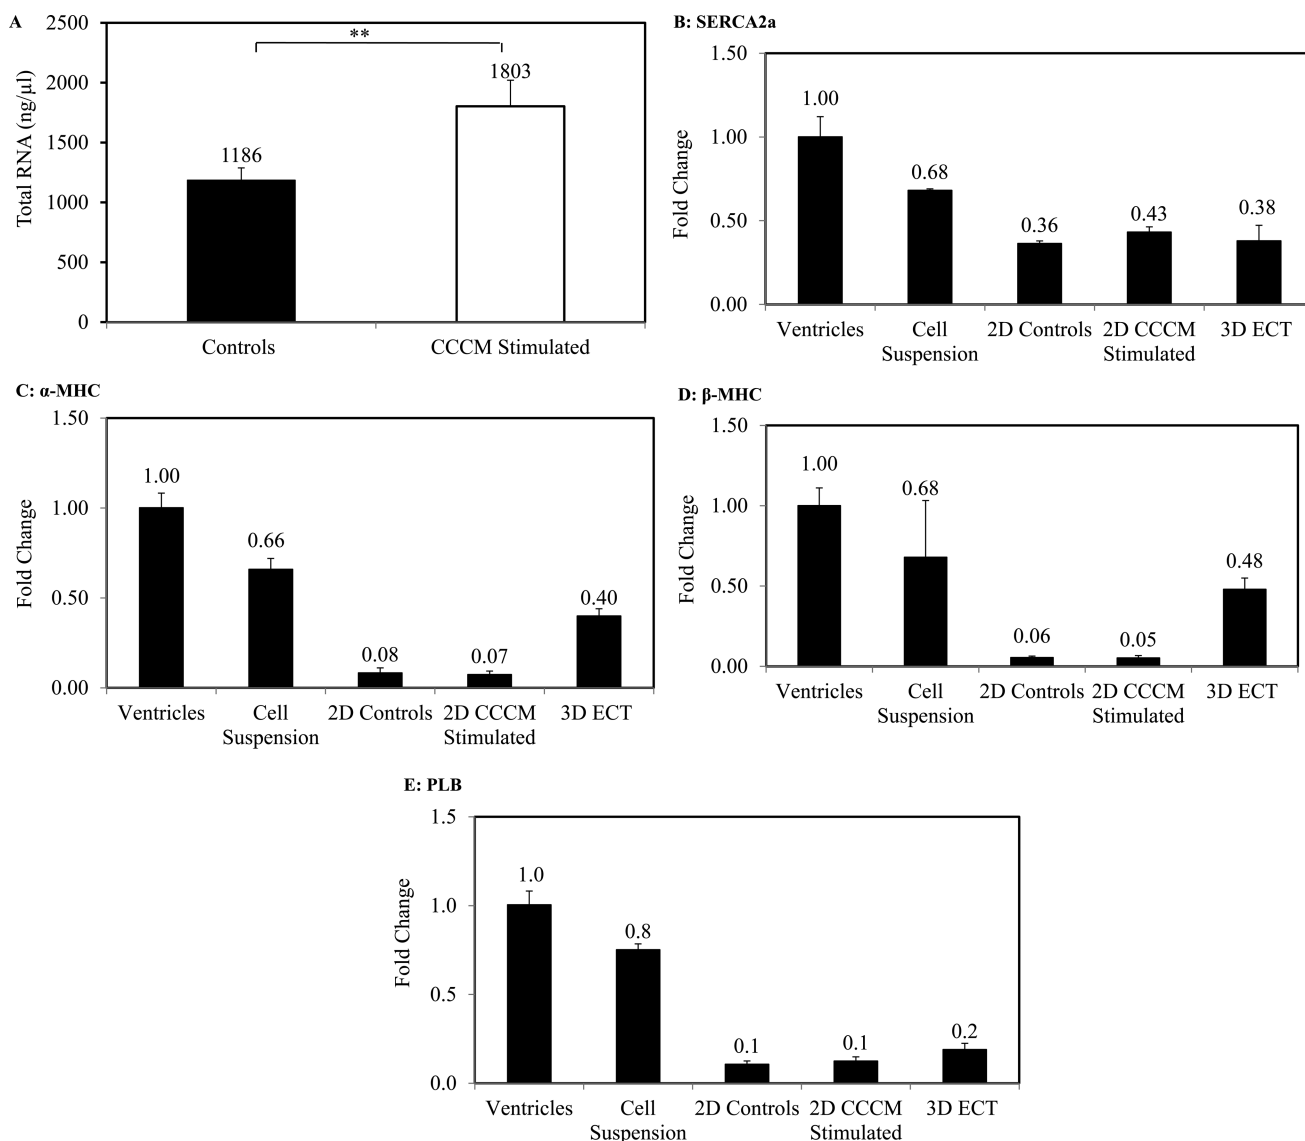 A
2500
2000
1500
1000
500
0
Total RNA (ng/µl)
**
1186
1803
Controls
CCCM Stimulated
B: SERCA2a
1.50
1.00
0.50
0.00
Fold Change
1.00
0.68
0.36
0.43
0.38
Ventricles
Cell
Suspension
2D Controls
2D CCCM
Stimulated
3D ECT
C: α-MHC
1.50
1.00
0.50
0.00
Fold Change
1.00
0.66
0.08
0.07
0.40
Ventricles
Cell
Suspension
2D Controls
2D CCCM
Stimulated
3D ECT
D: β-MHC
1.50
1.00
0.50
0.00
Fold Change
1.00
0.68
0.06
0.05
0.48
Ventricles
Cell
Suspension
2D Controls
2D CCCM
Stimulated
3D ECT
E: PLB
1.5
1.0
0.5
0.0
Fold Change
1.0
0.8
0.1
0.1
0.2
Ventricles
Cell
Suspension
2D Controls
2D CCCM
Stimulated
3D ECT